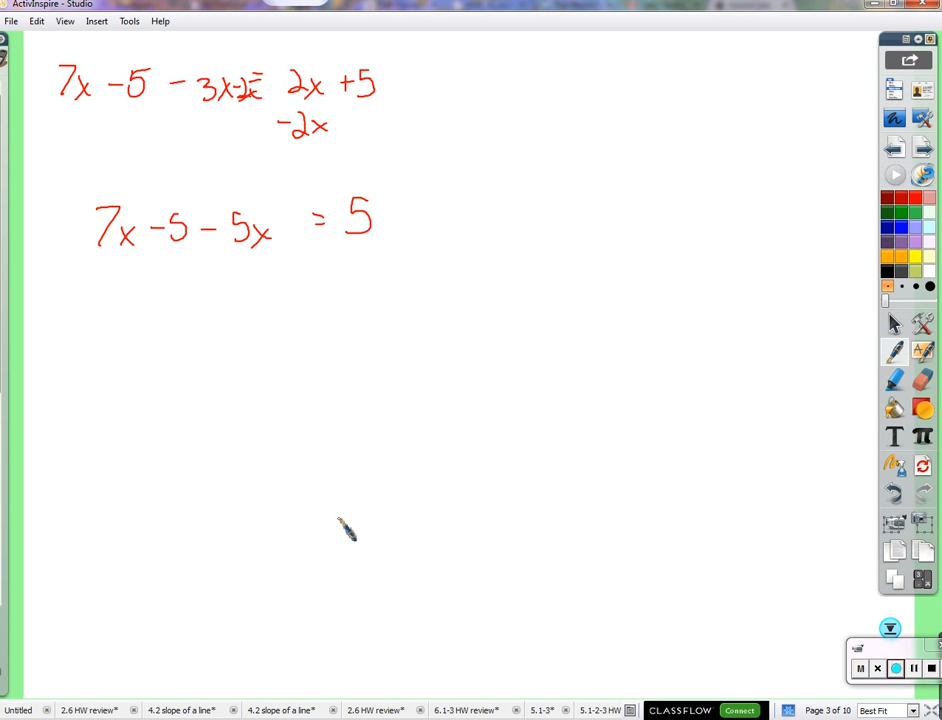 ActivInspire - Studio
File Edit View Insert Tools Help
7x - 5 - 3x - 2x = 2x + 5
- 2x
7x - 5 - 5x = 5
M
Untitled 2.6 HW review* 4.2 slope of a line* 4.2 slope of a line* 2.6 HW review* 6.1-3 HW review* 5.1-3* 5.1-2-3 HW CLASSFLOW Connect Page 3 of 10 Best Fit